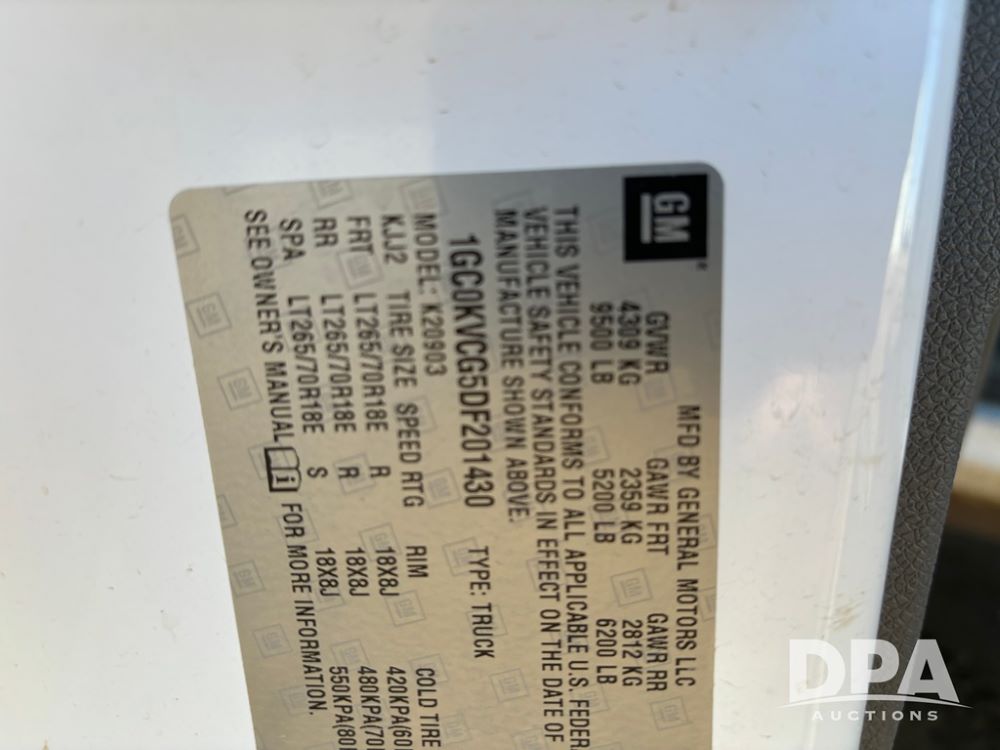 GM
MFD BY GENERAL MOTORS LLC
GVWR GAWR FRT GAWR RR
4309 KG 2359 KG 2812 KG
9500 LB 5200 LB 6200 LB
THIS VEHICLE CONFORMS TO ALL APPLICABLE U.S. FEDER
VEHICLE SAFETY STANDARDS IN EFFECT ON THE DATE OF
MANUFACTURE SHOWN ABOVE.
1GC0KVCG5DF201430 TYPE: TRUCK
MODEL: K20903
KJJ2 TIRE SIZE SPEED RTG RIM COLD TIRE
FRT LT265/70R18E R 18X8J 420KPA(60
RR LT265/70R18E R 18X8J 480KPA(70
SPA LT265/70R18E S 18X8J 550KPA(80
SEE OWNER'S MANUAL i FOR MORE INFORMATION.
DPA
AUCTIONS